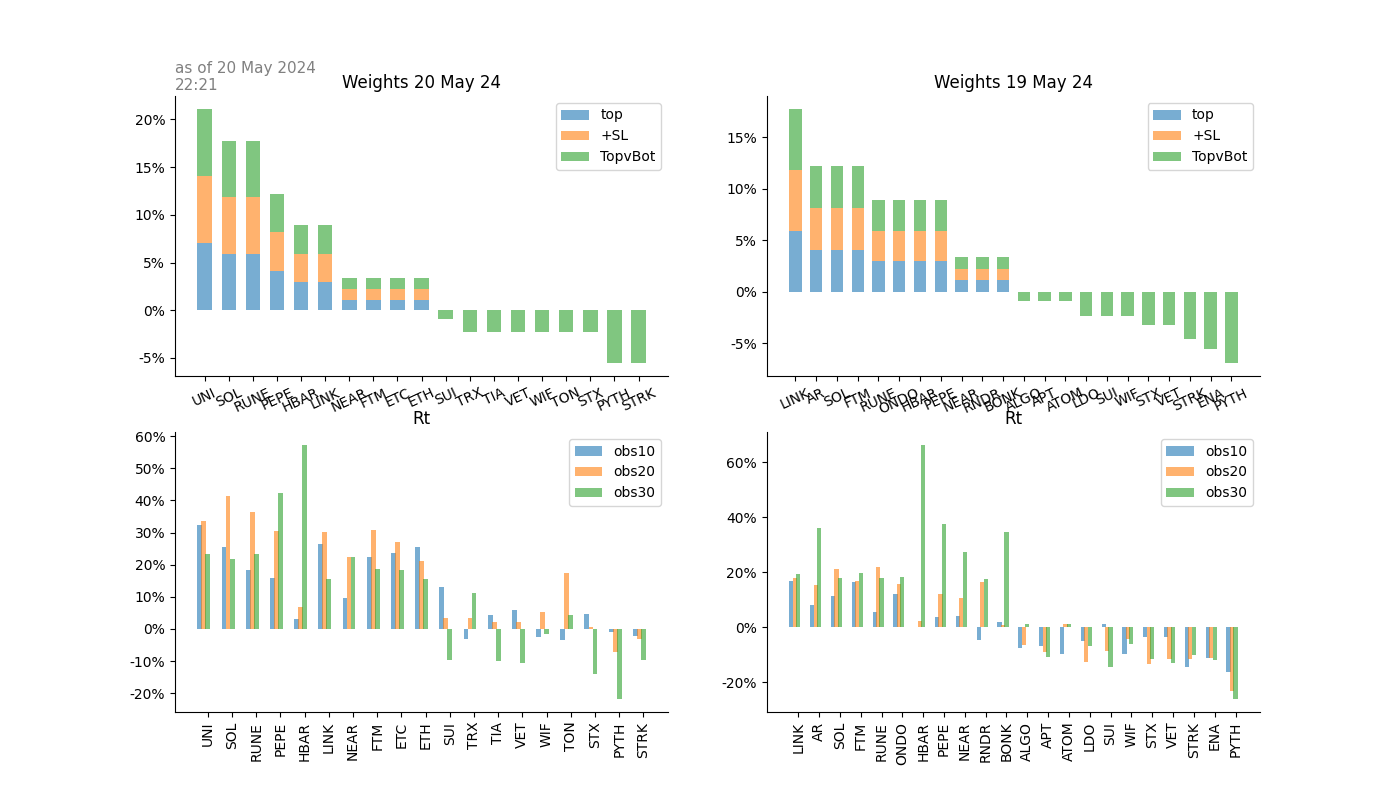 as of 20 May 2024
22:21
Weights 20 May 24
top
+SL
TopvBot
20%
15%
10%
5%
0%
-5%
UNI SOL RUNE PEPE HBAR LINK NEAR FTM ETC ETH SUI TRX TIA VET WIF TON STX PYTH STRK
Weights 19 May 24
top
+SL
TopvBot
15%
10%
5%
0%
-5%
LINK AR SOL FTM RUNE ONDO HBAR PEPE NEAR RNDR BONK ALGO APT ATOM LDO SUI WIF STX VET STRK ENA PYTH
Rt
obs10
obs20
obs30
60%
50%
40%
30%
20%
10%
0%
-10%
-20%
UNI SOL RUNE PEPE HBAR LINK NEAR FTM ETC ETH SUI TRX TIA VET WIF TON STX PYTH STRK
Rt
obs10
obs20
obs30
60%
40%
20%
0%
-20%
LINK AR SOL FTM RUNE ONDO HBAR PEPE NEAR RNDR BONK ALGO APT ATOM LDO SUI WIF STX VET STRK ENA PYTH